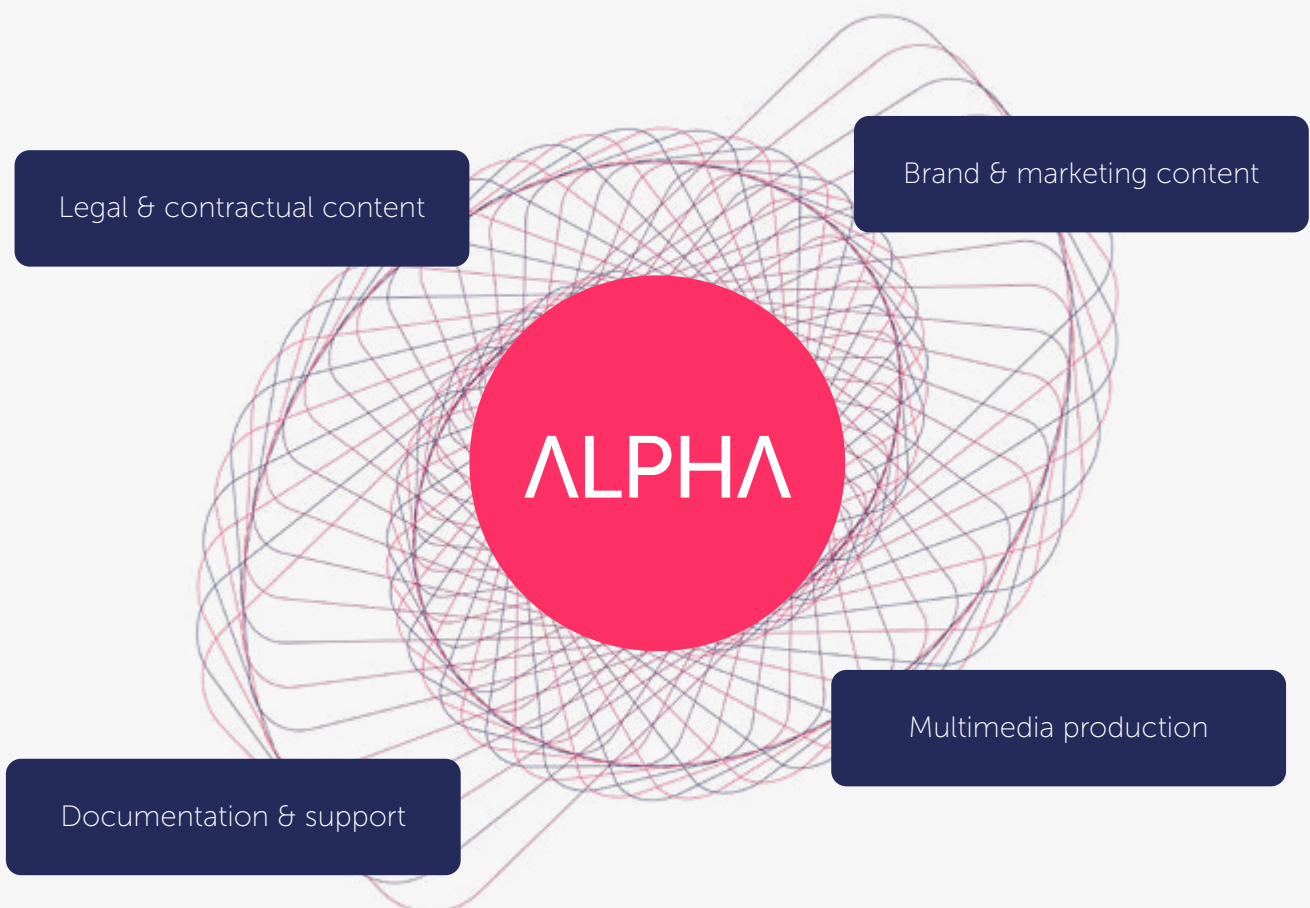 Brand & marketing content
Legal & contractual content
ALPHA
Multimedia production
Documentation & support